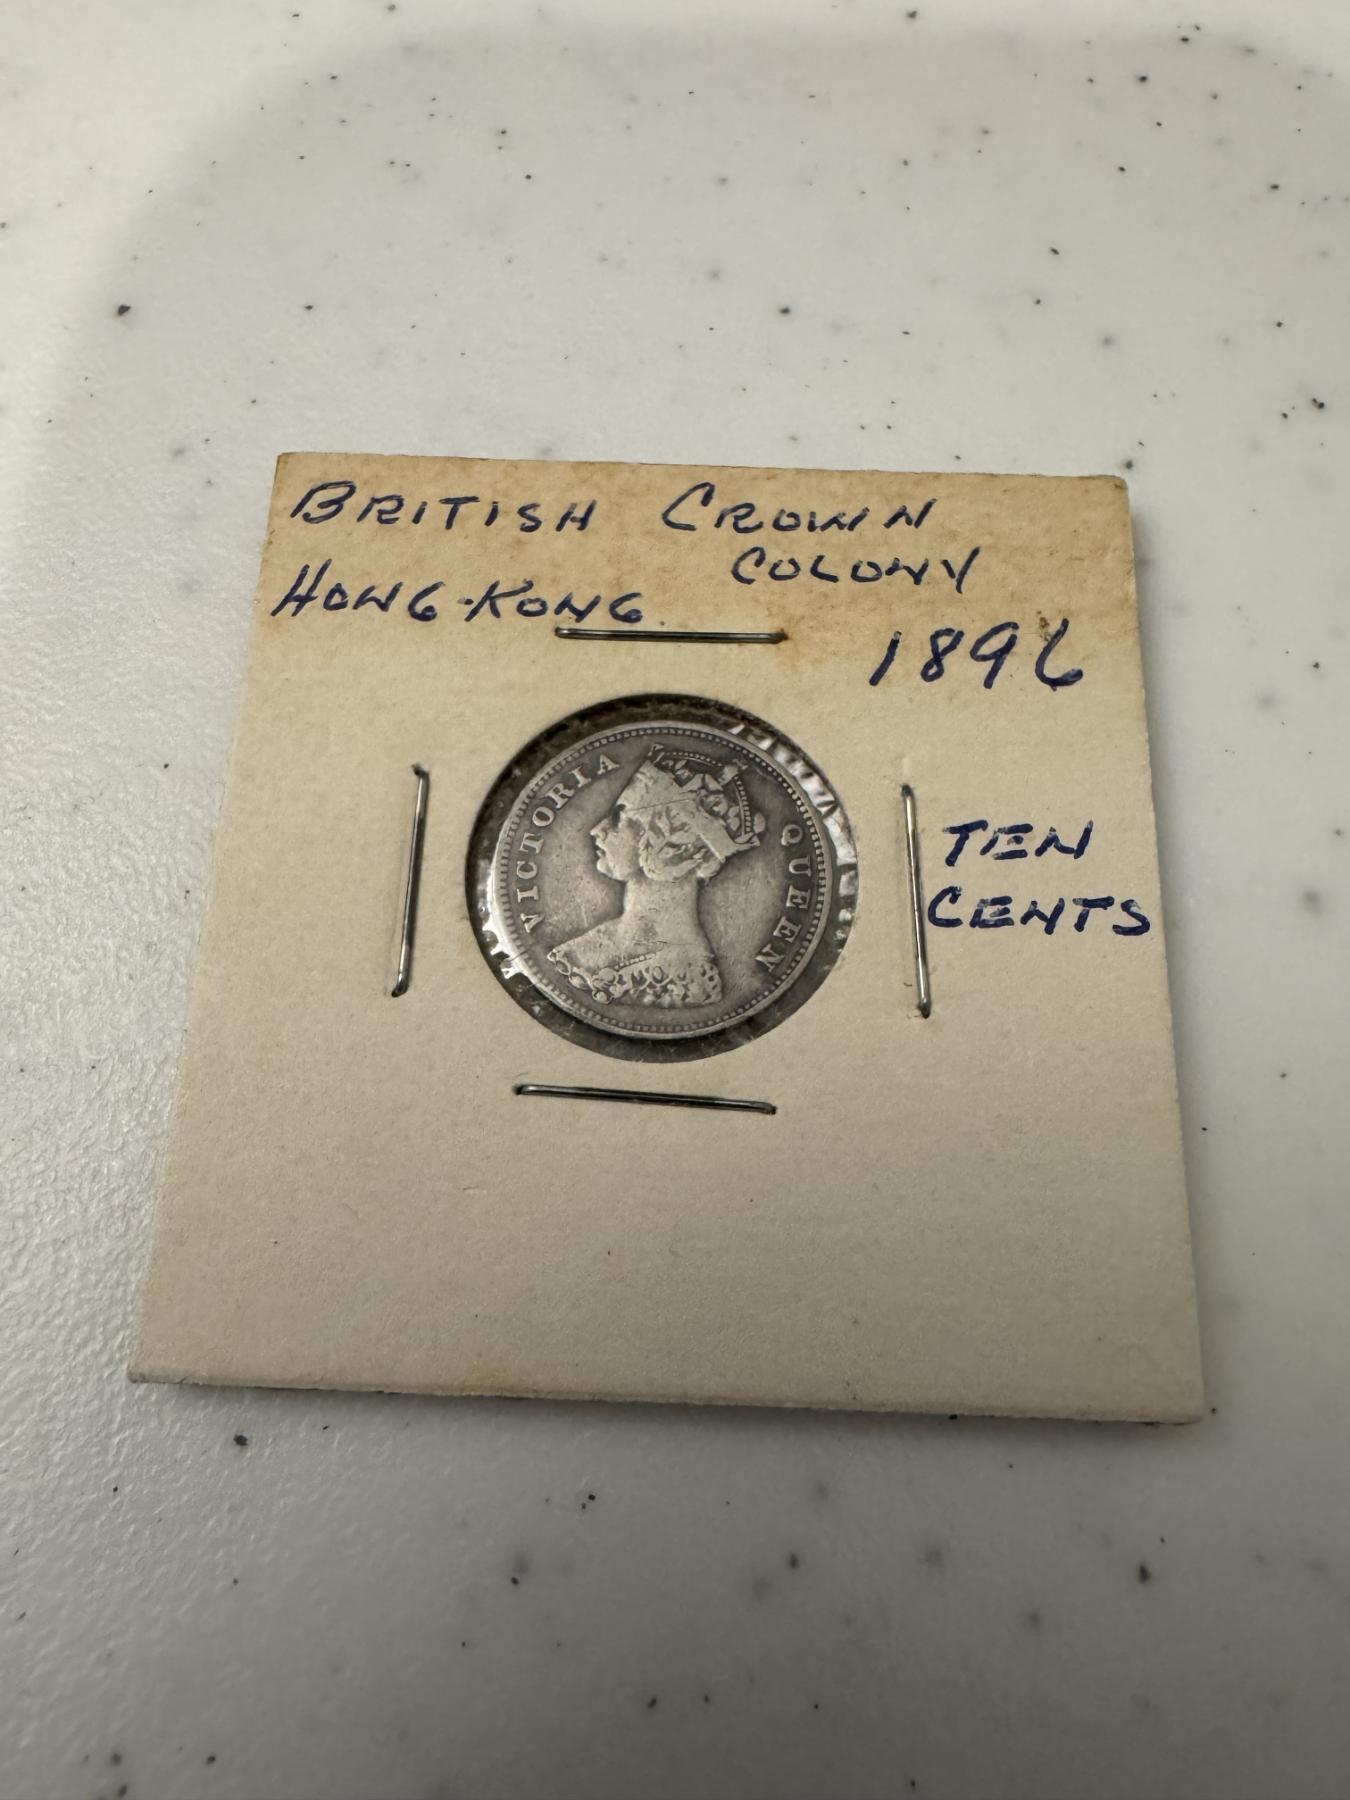 BRITISH CROWN
COLONY
HONG-KONG
1896
VICTORIA QUEEN
TEN
CENTS